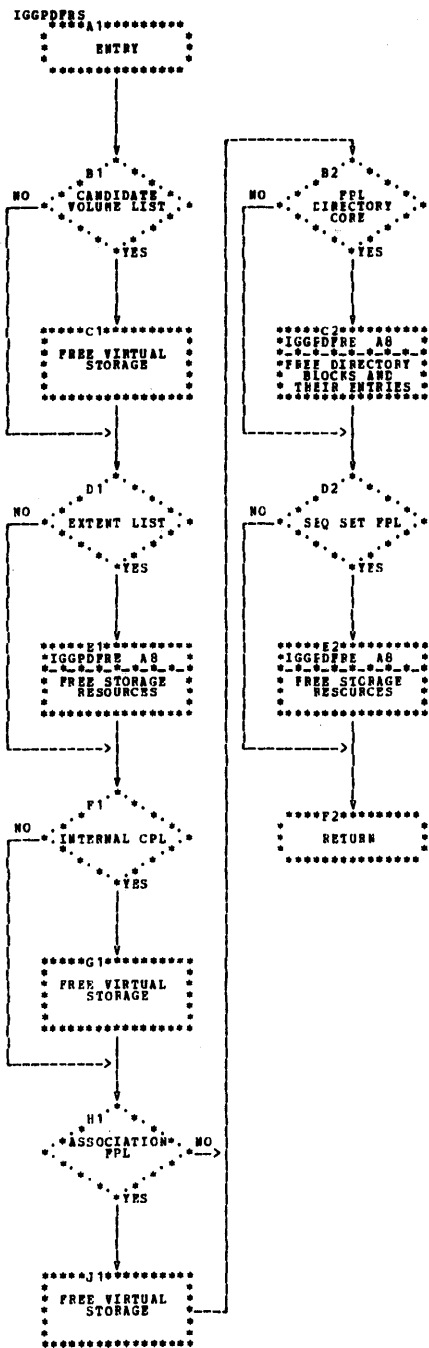 IGGPDFRS
A1
ENTRY
B1
NO
CANDIDATE
VOLUME LIST
YES
C1
FREE VIRTUAL
STORAGE
D1
NO
EXTENT LIST
YES
E1
IGGPDFRE A8
FREE STORAGE
RESOURCES
F1
NO
INTERNAL CPL
YES
G1
FREE VIRTUAL
STORAGE
H1
ASSOCIATION
FPL
NO
YES
J1
FREE VIRTUAL
STORAGE
B2
NO
FPL
DIRECTORY
CORE
YES
C2
IGGPDFRE A8
FREE DIRECTORY
BLOCKS AND
THEIR ENTRIES
D2
NO
SEQ SET FPL
YES
E2
IGGPDFRE A8
FREE STORAGE
RESOURCES
F2
RETURN